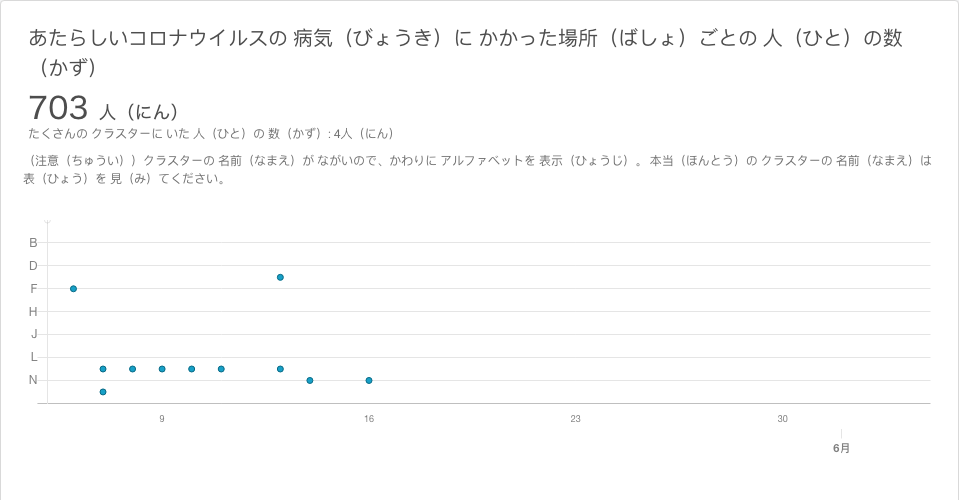 あたらしいコロナウイルスの 病気（びょうき）に かかった場所（ばしょ）ごとの 人（ひと）の数
（かず）
703 人（にん）
たくさんの クラスターに いた 人（ひと）の 数（かず）: 4人（にん）
（注意（ちゅうい））クラスターの 名前（なまえ）が ながいので、かわりに アルファベットを 表示（ひょうじ）。 本当（ほんとう）の クラスターの 名前（なまえ）は
表（ひょう）を 見（み）てください。
B
D
F
H
J
L
N
9 16 23 30
6月